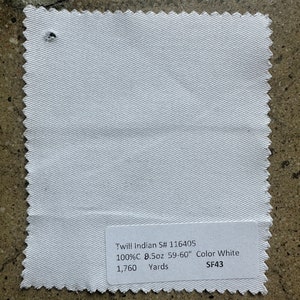 Twill Indian S# 116405
100%C 8.5oz 59-60" Color White
1,760 Yards SF43